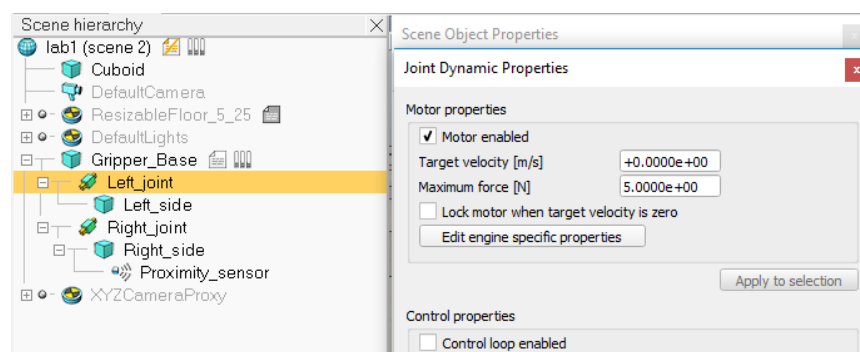 Scene hierarchy
lab1 (scene 2)
Cuboid
DefaultCamera
ResizableFloor_5_25
DefaultLights
Gripper_Base
Left_joint
Left_side
Right_joint
Right_side
Proximity_sensor
XYZCameraProxy
Scene Object Properties
Joint Dynamic Properties
Motor properties
Motor enabled
Target velocity [m/s] +0.0000e+00
Maximum force [N] 5.0000e+00
Lock motor when target velocity is zero
Edit engine specific properties
Apply to selection
Control properties
Control loop enabled